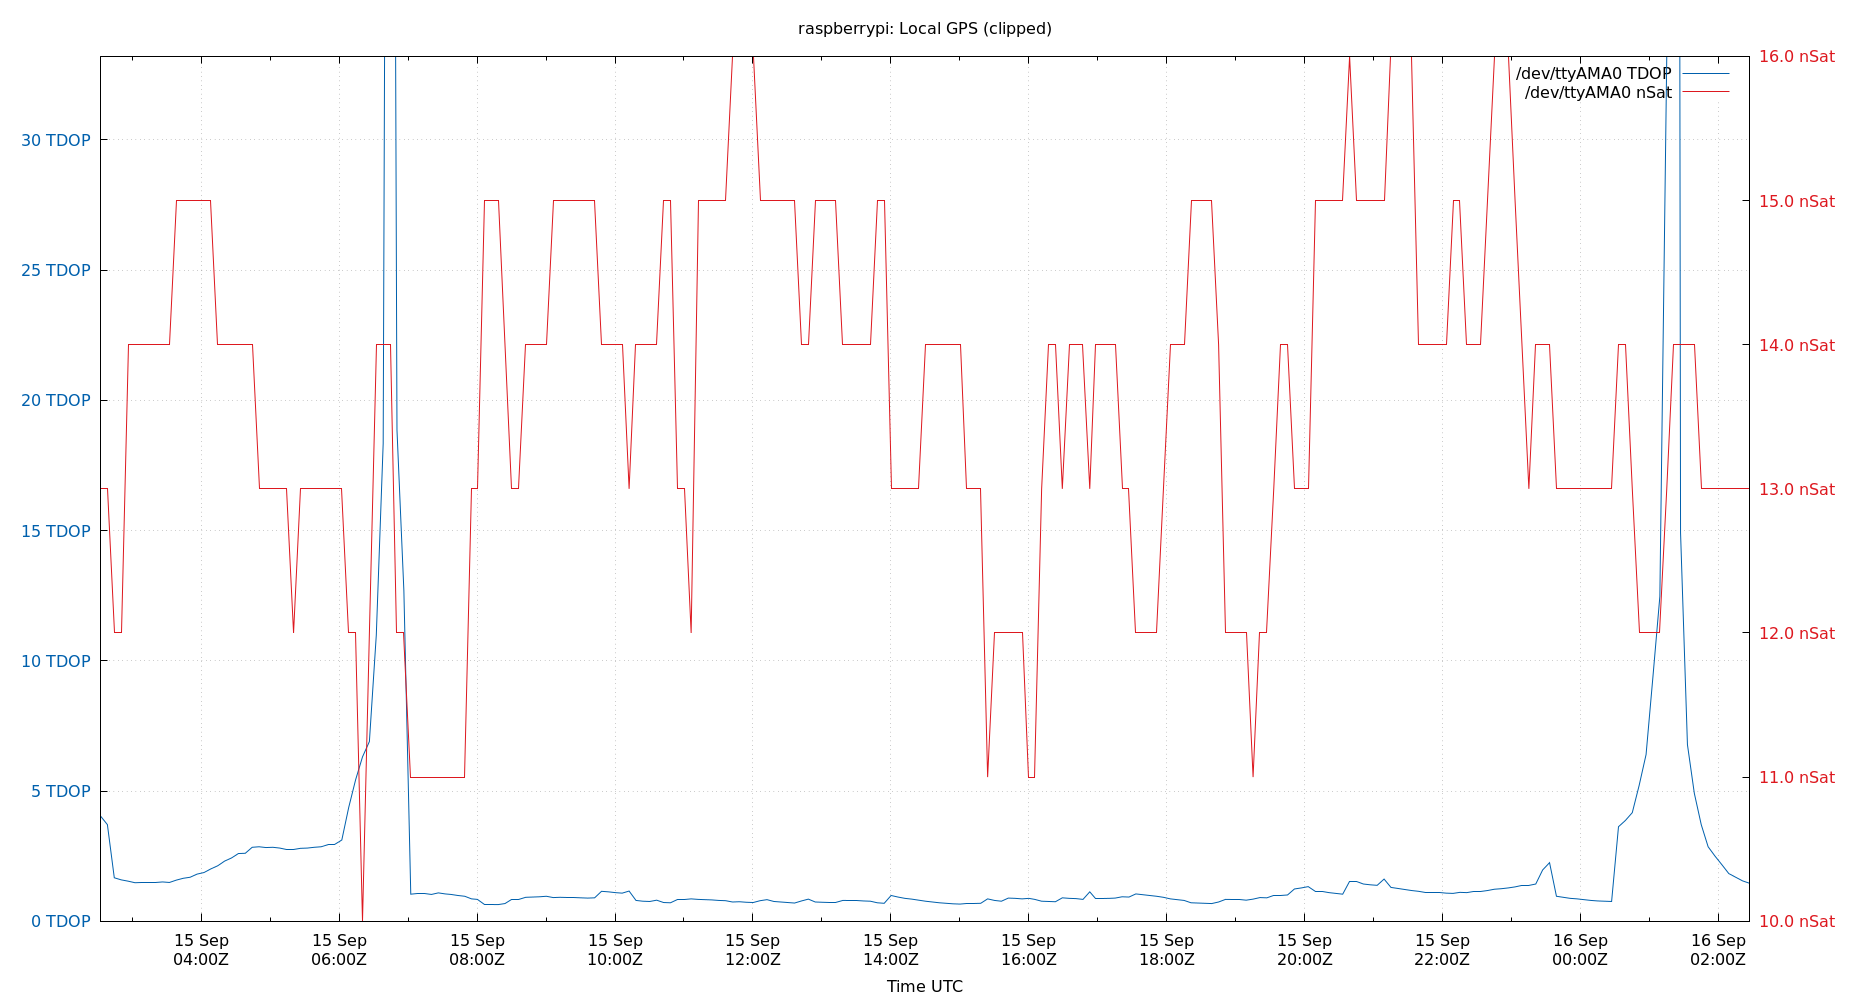 raspberrypi: Local GPS (clipped)
/dev/ttyAMA0 TDOP
/dev/ttyAMA0 nSat
30 TDOP
25 TDOP
20 TDOP
15 TDOP
10 TDOP
5 TDOP
0 TDOP
16.0 nSat
15.0 nSat
14.0 nSat
13.0 nSat
12.0 nSat
11.0 nSat
10.0 nSat
15 Sep
04:00Z
15 Sep
06:00Z
15 Sep
08:00Z
15 Sep
10:00Z
15 Sep
12:00Z
15 Sep
14:00Z
15 Sep
16:00Z
15 Sep
18:00Z
15 Sep
20:00Z
15 Sep
22:00Z
16 Sep
00:00Z
16 Sep
02:00Z
Time UTC